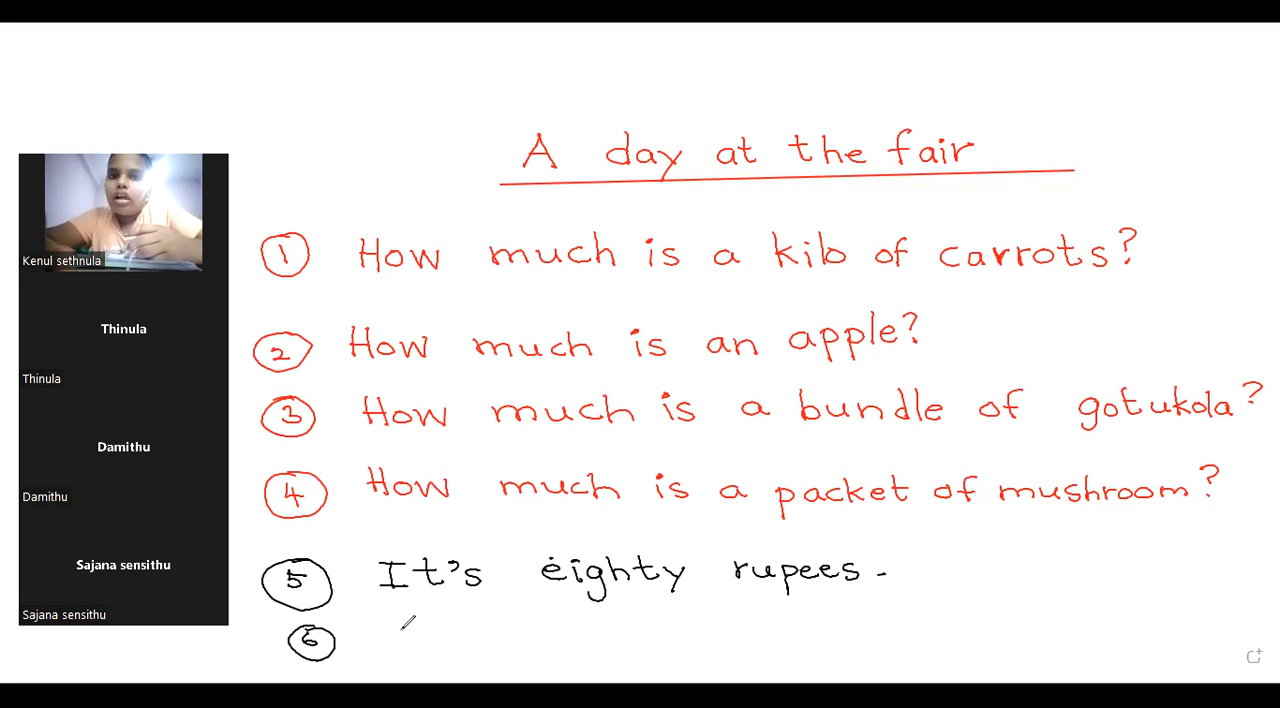 A day at the fair
Kenul sethnula
1 How much is a kilo of carrots?
Thinula
2 How much is an apple?
Thinula
3 How much is a bundle of gotukola?
Damithu
4 How much is a packet of mushroom?
Damithu
Sajana sensithu
5 It's eighty rupees.
Sajana sensithu
6